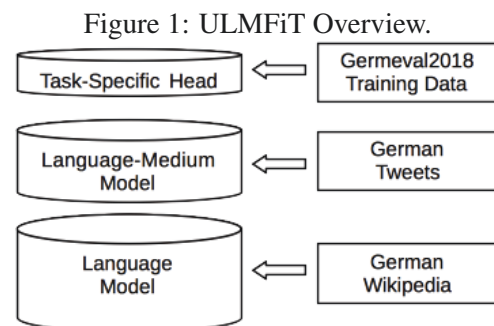 Figure 1: ULMFiT Overview.
Task-Specific Head
Germeval2018
Training Data
Language-Medium
Model
German
Tweets
Language
Model
German
Wikipedia